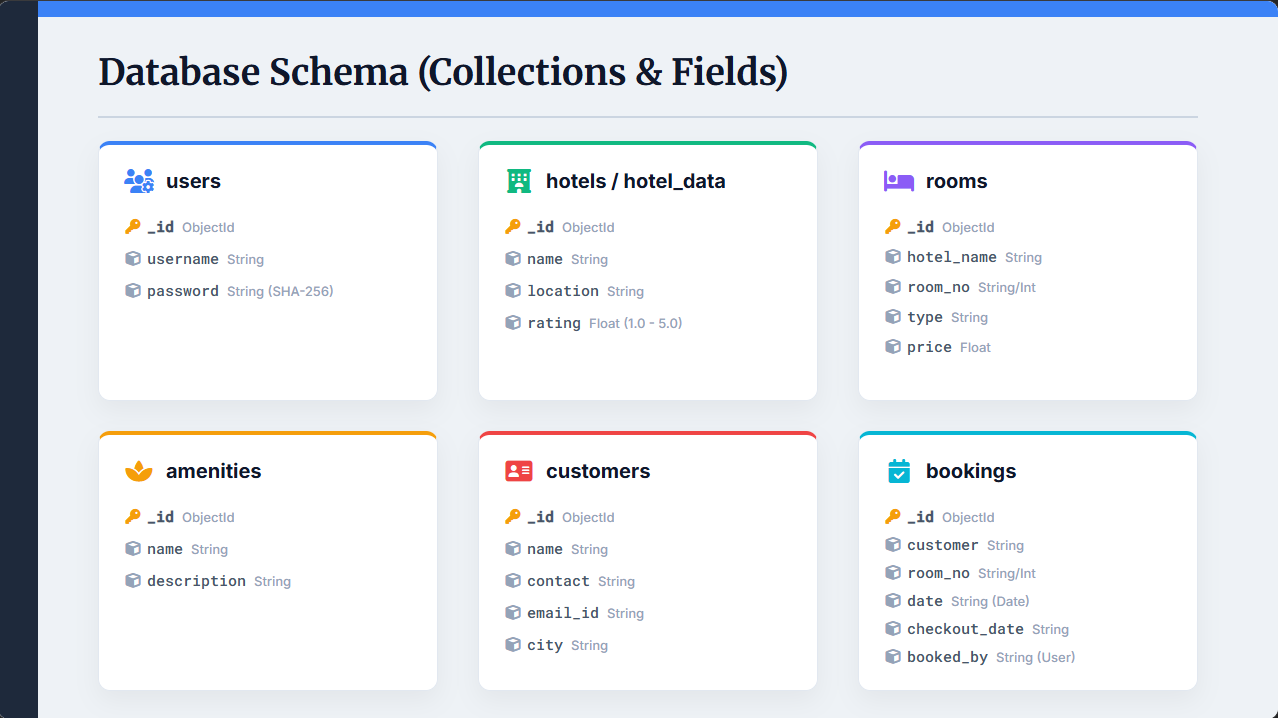 Database Schema (Collections & Fields)
users
_id ObjectId
username String
password String (SHA-256)
hotels / hotel_data
_id ObjectId
name String
location String
rating Float (1.0 - 5.0)
rooms
_id ObjectId
hotel_name String
room_no String/Int
type String
price Float
amenities
_id ObjectId
name String
description String
customers
_id ObjectId
name String
contact String
email_id String
city String
bookings
_id ObjectId
customer String
room_no String/Int
date String (Date)
checkout_date String
booked_by String (User)